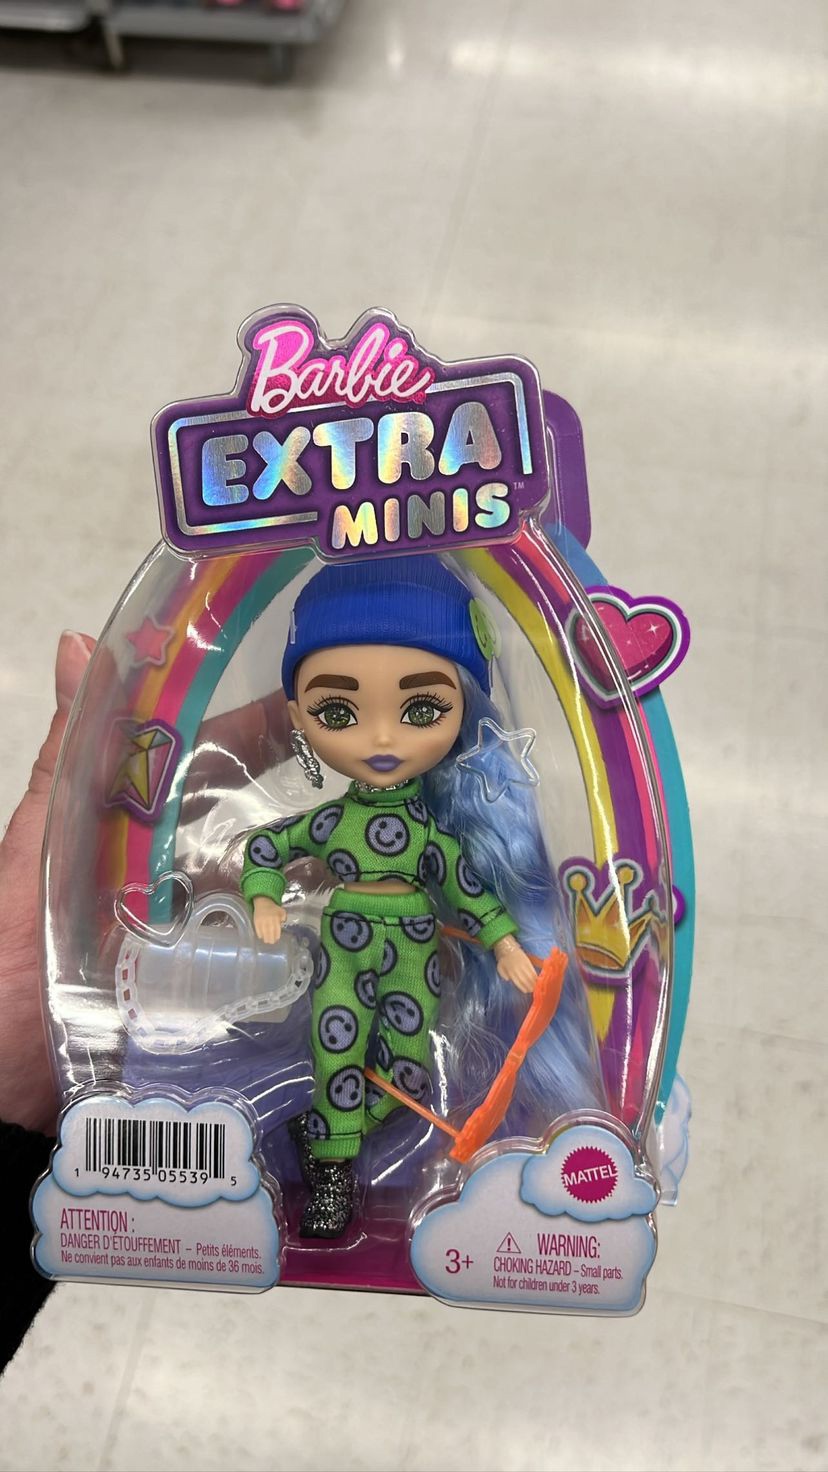 Barbie
EXTRA
MINIS™
1 94735 05539 5
ATTENTION :
DANGER D'ÉTOUFFEMENT – Petits éléments.
Ne convient pas aux enfants de moins de 36 mois.
MATTEL
3+
WARNING:
CHOKING HAZARD – Small parts.
Not for children under 3 years.